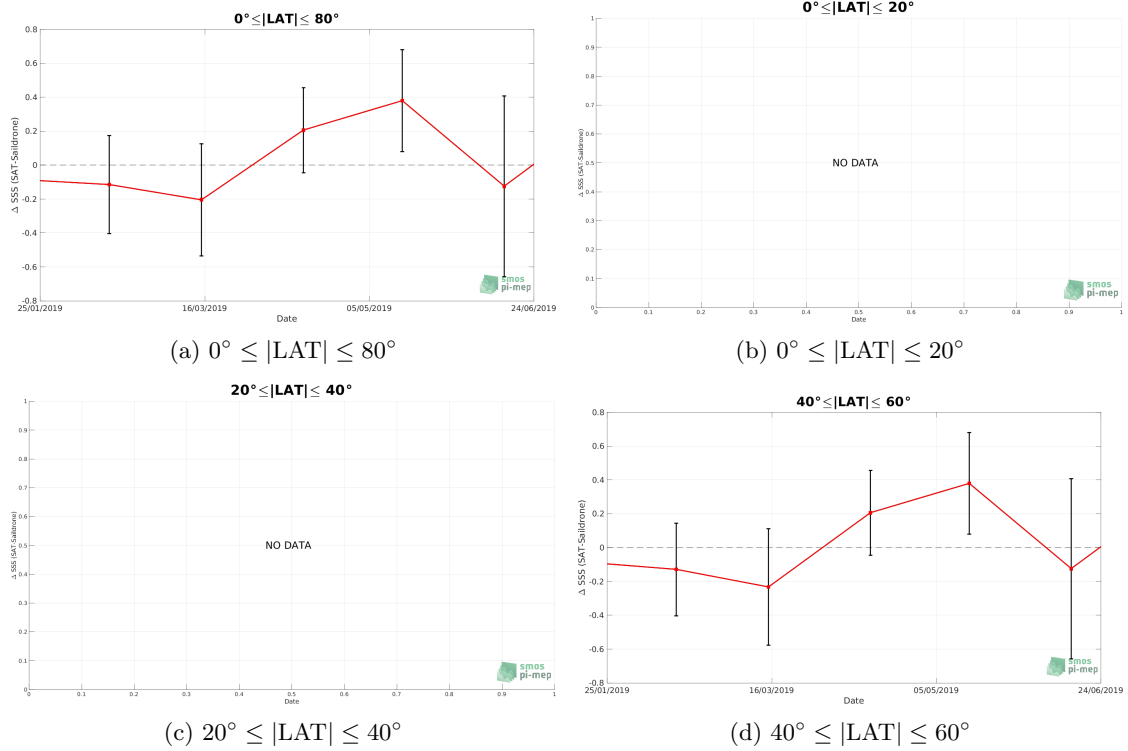 0°≤|LAT|≤ 80°
0.8
0.6
0.4
0.2
0
-0.2
-0.4
-0.6
-0.8
Δ SSS (SAT-Saildrone)
25/01/2019 16/03/2019 05/05/2019 24/06/2019
Date
smos
pi-mep
(a) 0° ≤ |LAT| ≤ 80°
0°≤|LAT|≤ 20°
1
0.9
0.8
0.7
0.6
0.5
0.4
0.3
0.2
0.1
0
Δ SSS (SAT-Saildrone)
NO DATA
0 0.1 0.2 0.3 0.4 0.5 0.6 0.7 0.8 0.9 1
Date
smos
pi-mep
(b) 0° ≤ |LAT| ≤ 20°
20°≤|LAT|≤ 40°
1
0.9
0.8
0.7
0.6
0.5
0.4
0.3
0.2
0.1
0
Δ SSS (SAT-Saildrone)
NO DATA
0 0.1 0.2 0.3 0.4 0.5 0.6 0.7 0.8 0.9 1
Date
smos
pi-mep
(c) 20° ≤ |LAT| ≤ 40°
40°≤|LAT|≤ 60°
0.8
0.6
0.4
0.2
0
-0.2
-0.4
-0.6
-0.8
Δ SSS (SAT-Saildrone)
25/01/2019 16/03/2019 05/05/2019 24/06/2019
Date
smos
pi-mep
(d) 40° ≤ |LAT| ≤ 60°